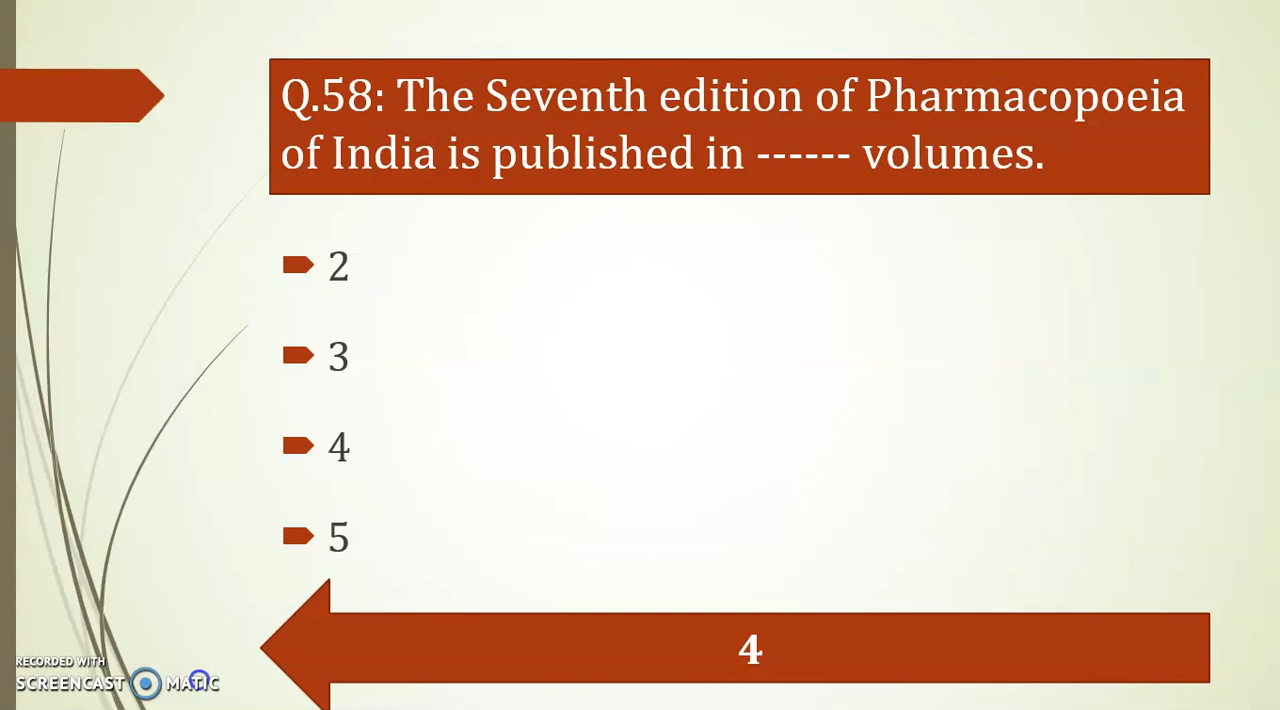 Q.58: The Seventh edition of Pharmacopoeia
of India is published in ------ volumes.
2
3
4
5
4
RECORDED WITH
SCREENCAST MATIC